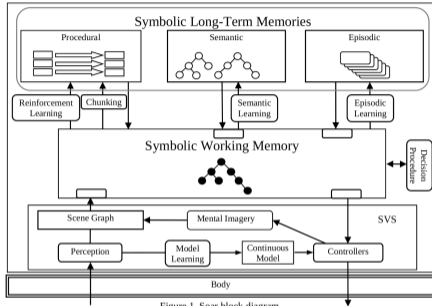 Symbolic Long-Term Memories
Procedural
Semantic
Episodic
Reinforcement
Learning
Chunking
Semantic
Learning
Episodic
Learning
Symbolic Working Memory
Decision
Procedure
Scene Graph
Mental Imagery
SVS
Perception
Model
Learning
Continuous
Model
Controllers
Body
Figure 1. Soar block diagram